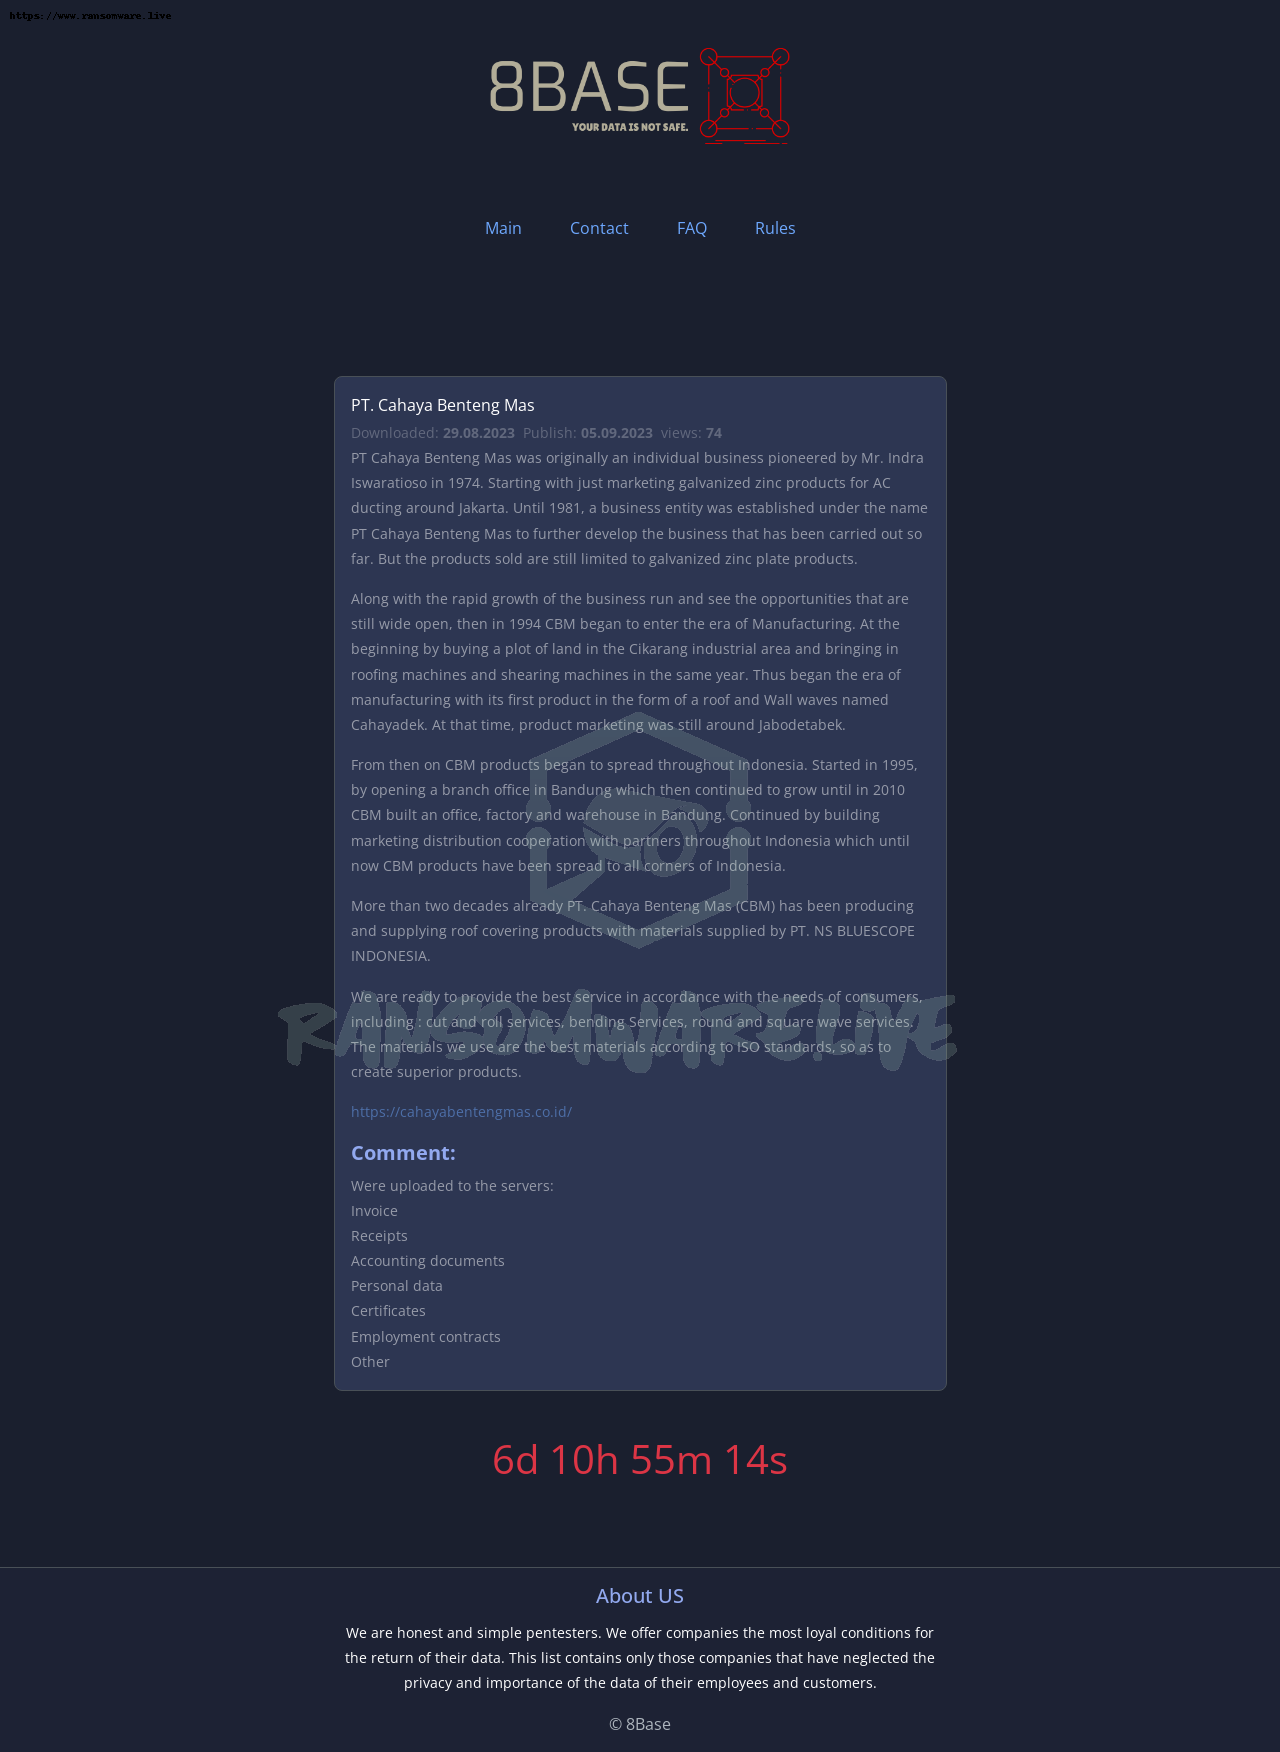 https://www.ransomware.live
8BASE
YOUR DATA IS NOT SAFE.
Main Contact FAQ Rules
PT. Cahaya Benteng Mas
Downloaded: 29.08.2023 Publish: 05.09.2023 views: 74
PT Cahaya Benteng Mas was originally an individual business pioneered by Mr. Indra
Iswaratioso in 1974. Starting with just marketing galvanized zinc products for AC
ducting around Jakarta. Until 1981, a business entity was established under the name
PT Cahaya Benteng Mas to further develop the business that has been carried out so
far. But the products sold are still limited to galvanized zinc plate products.
Along with the rapid growth of the business run and see the opportunities that are
still wide open, then in 1994 CBM began to enter the era of Manufacturing. At the
beginning by buying a plot of land in the Cikarang industrial area and bringing in
roofing machines and shearing machines in the same year. Thus began the era of
manufacturing with its first product in the form of a roof and Wall waves named
Cahayadek. At that time, product marketing was still around Jabodetabek.
From then on CBM products began to spread throughout Indonesia. Started in 1995,
by opening a branch office in Bandung which then continued to grow until in 2010
CBM built an office, factory and warehouse in Bandung. Continued by building
marketing distribution cooperation with partners throughout Indonesia which until
now CBM products have been spread to all corners of Indonesia.
More than two decades already PT. Cahaya Benteng Mas (CBM) has been producing
and supplying roof covering products with materials supplied by PT. NS BLUESCOPE
INDONESIA.
RANSOMWARE.LIVE
We are ready to provide the best service in accordance with the needs of consumers,
including : cut and roll services, bending Services, round and square wave services.
The materials we use are the best materials according to ISO standards, so as to
create superior products.
https://cahayabentengmas.co.id/
Comment:
Were uploaded to the servers:
Invoice
Receipts
Accounting documents
Personal data
Certificates
Employment contracts
Other
6d 10h 55m 14s
About US
We are honest and simple pentesters. We offer companies the most loyal conditions for
the return of their data. This list contains only those companies that have neglected the
privacy and importance of the data of their employees and customers.
© 8Base